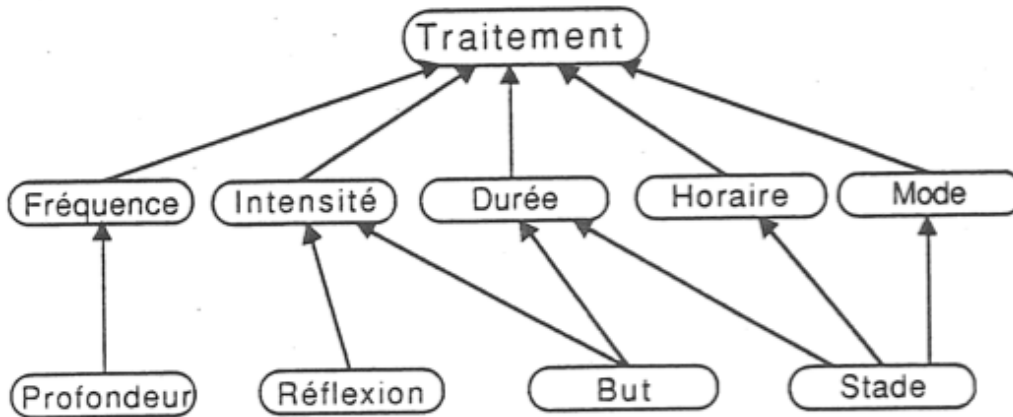 Traitement
Fréquence Intensité Durée Horaire Mode
Profondeur Réflexion But Stade